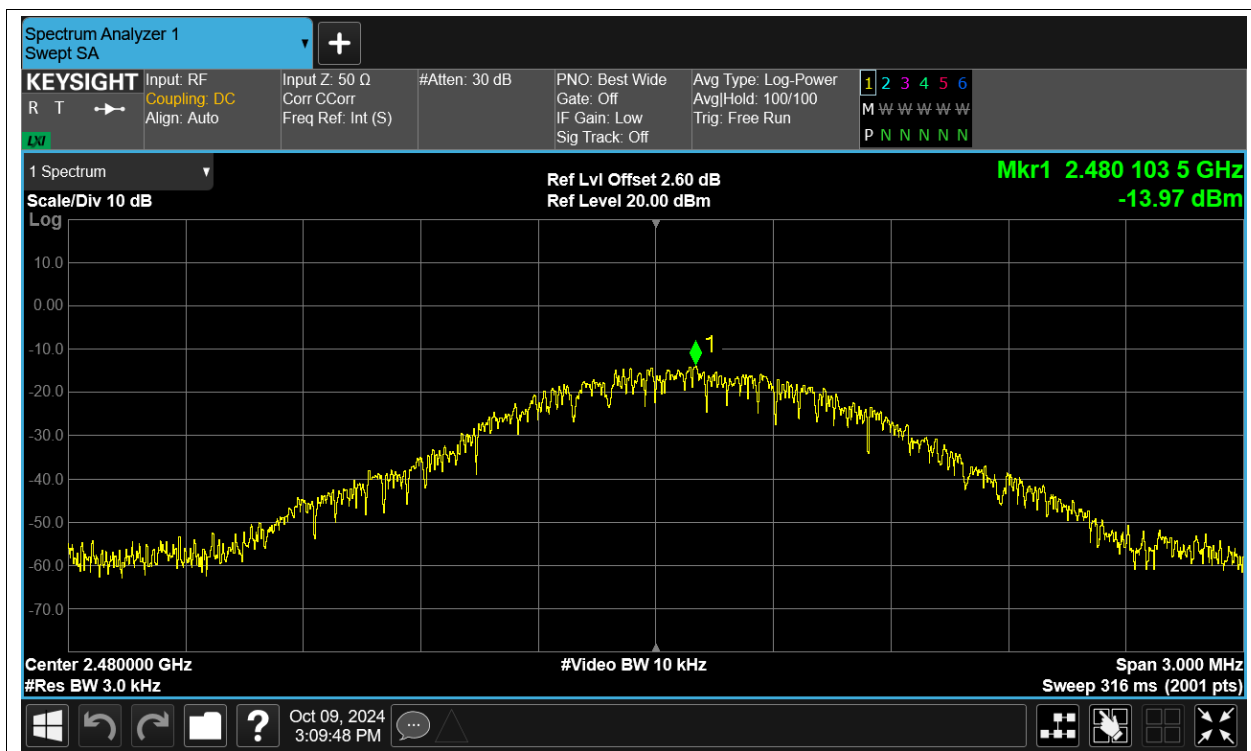 Spectrum Analyzer 1
Swept SA
KEYSIGHT
R T
LXI
Input: RF
Coupling: DC
Align: Auto
Input Z: 50 Ω
Corr CCorr
Freq Ref: Int (S)
#Atten: 30 dB
PNO: Best Wide
Gate: Off
IF Gain: Low
Sig Track: Off
Avg Type: Log-Power
Avg|Hold: 100/100
Trig: Free Run
1 2 3 4 5 6
M W W W W W
P N N N N N
1 Spectrum
Scale/Div 10 dB
Ref Lvl Offset 2.60 dB
Ref Level 20.00 dBm
Mkr1 2.480 103 5 GHz
-13.97 dBm
Log
10.0
0.00
-10.0
-20.0
-30.0
-40.0
-50.0
-60.0
-70.0
1
Center 2.480000 GHz
#Res BW 3.0 kHz
#Video BW 10 kHz
Span 3.000 MHz
Sweep 316 ms (2001 pts)
?
Oct 09, 2024
3:09:48 PM